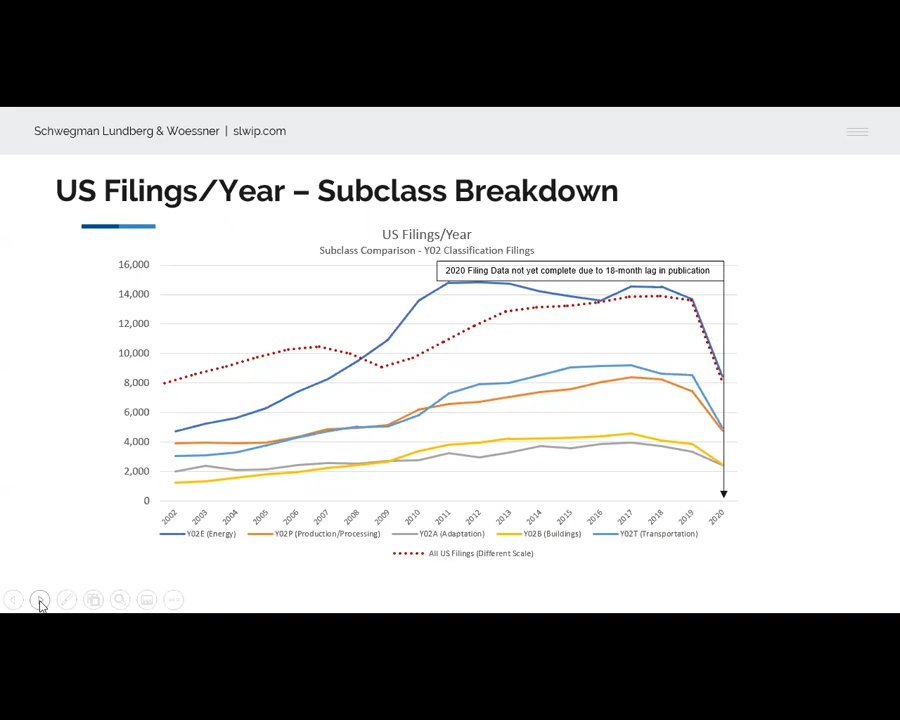 Schwegman Lundberg & Woessner | slwip.com
US Filings/Year – Subclass Breakdown
US Filings/Year
Subclass Comparison - Y02 Classification Filings
2020 Filing Data not yet complete due to 18-month lag in publication
16,000
14,000
12,000
10,000
8,000
6,000
4,000
2,000
0
2002 2003 2004 2005 2006 2007 2008 2009 2010 2011 2012 2013 2014 2015 2016 2017 2018 2019 2020
Y02E (Energy) Y02P (Production/Processing) Y02A (Adaptation) Y02B (Buildings) Y02T (Transportation)
All US Filings (Different Scale)